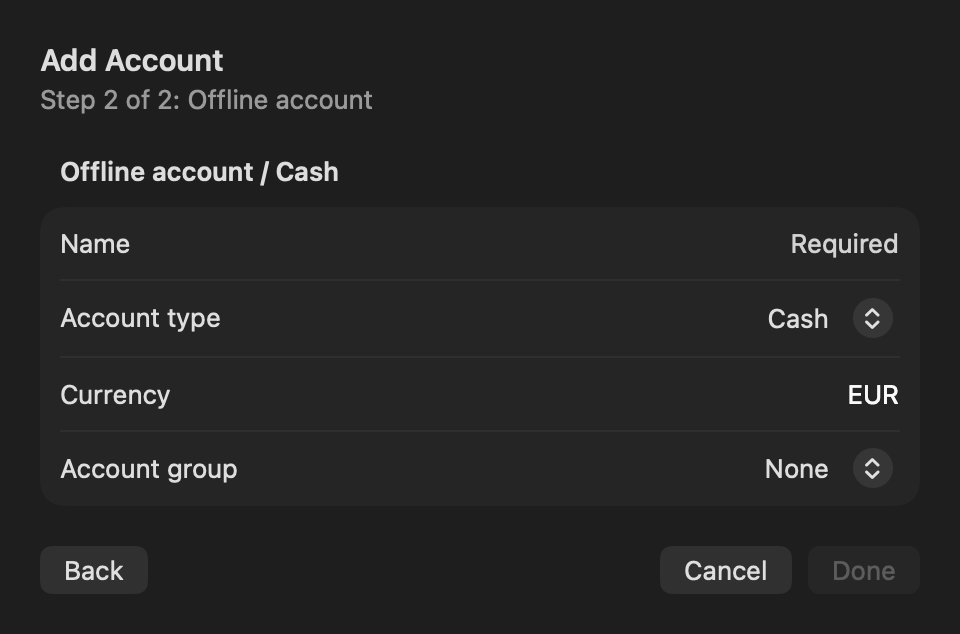 Add Account
Step 2 of 2: Offline account
Offline account / Cash
Name Required
Account type Cash
Currency EUR
Account group None
Back Cancel Done